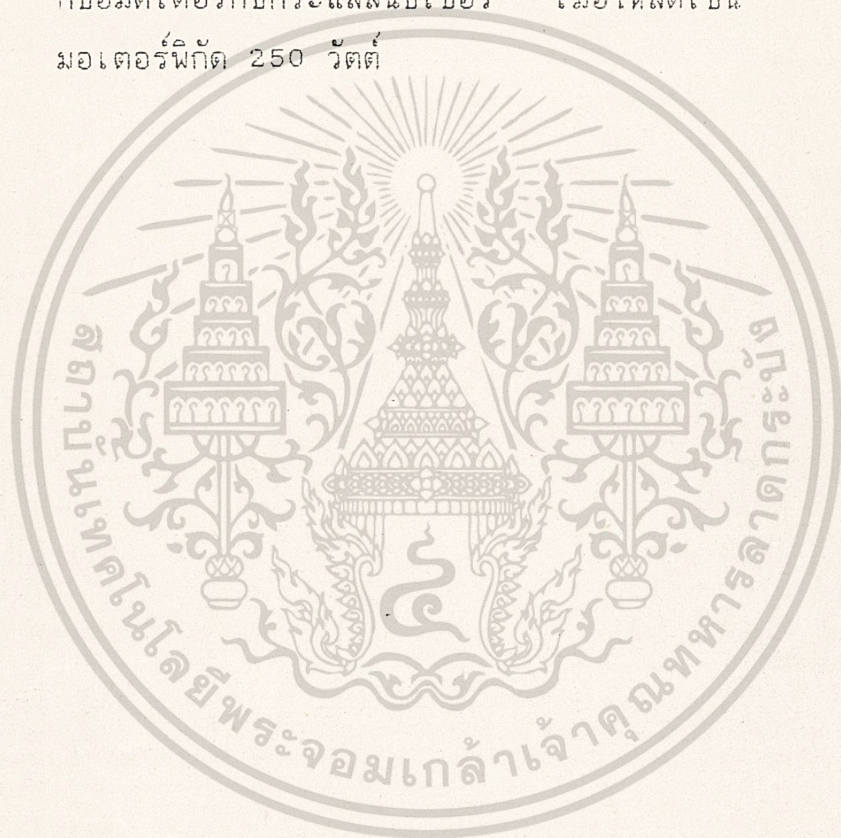 มอเตอร์พิกัด 250 วัตต์
สถาบันเทคโนโลยีพระจอมเกล้าเจ้าคุณทหารลาดกระบัง
๔